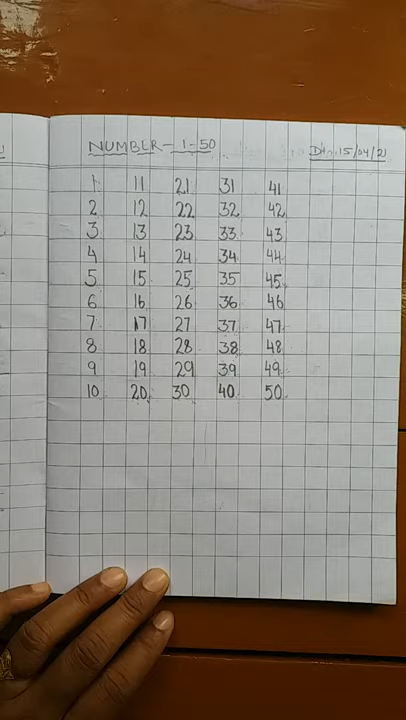 NUMBER - 1-50
Dt:-15/04/21
1 11 21 31 41
2 12 22 32 42
3 13 23 33 43
4 14 24 34 44
5 15 25 35 45
6 16 26 36 46
7 17 27 37 47
8 18 28 38 48
9 19 29 39 49
10 20 30 40 50